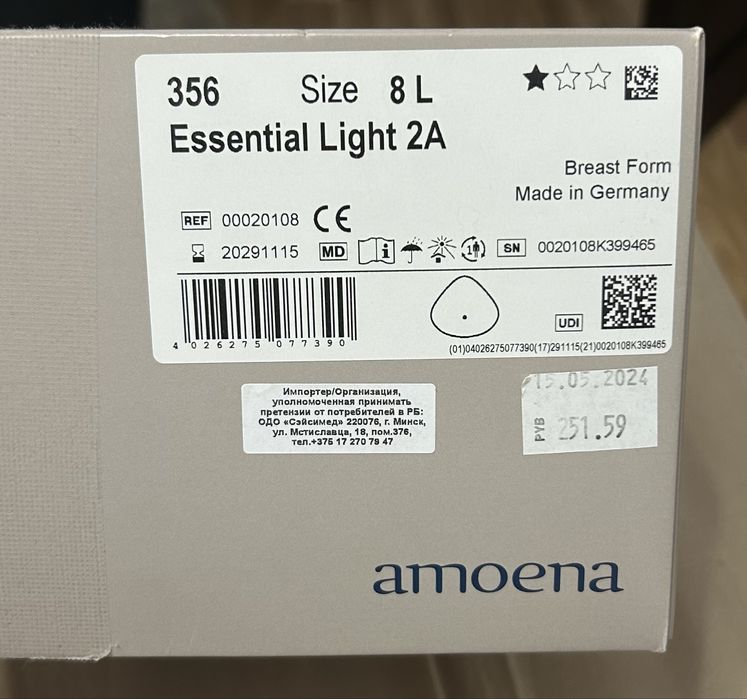 356 Size 8 L
Essential Light 2A
Breast Form
Made in Germany
REF 00020108 CE
20291115 MD i 1 SN 0020108K399465
4 026275 077390
UDI
(01)04026275077390(17)291115(21)0020108K399465
Импортер/Организация,
уполномоченная принимать
претензии от потребителей в РБ:
ОДО «Сэйсимед» 220076, г. Минск,
ул. Мстиславца, 18, пом.376,
тел.+375 17 270 79 47
15.05.2024
РУБ 251.59
amoena